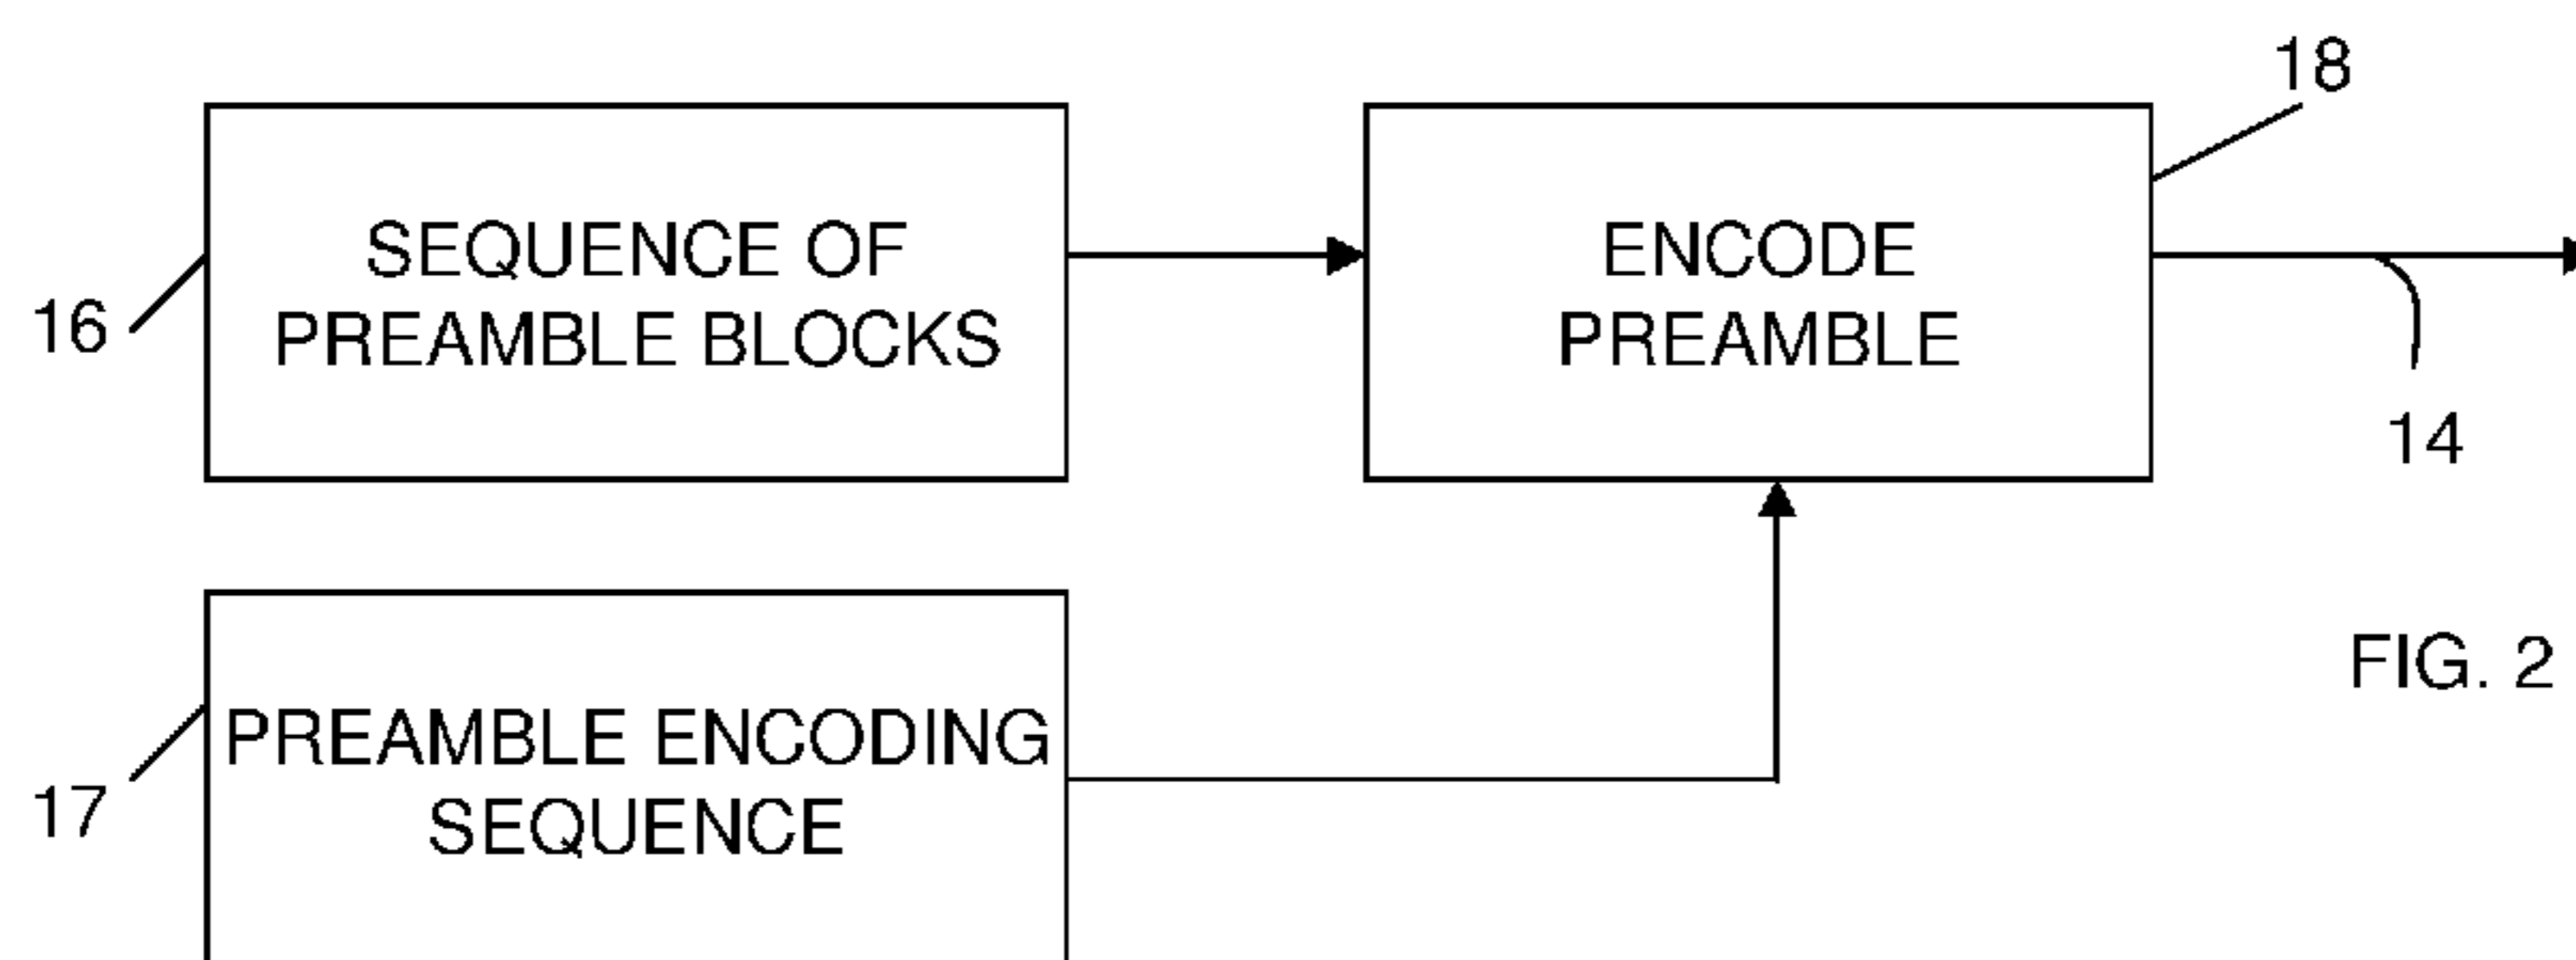 18
SEQUENCE OF
PREAMBLE BLOCKS
ENCODE
PREAMBLE
16
14
FIG. 2
PREAMBLE ENCODING
SEQUENCE
17